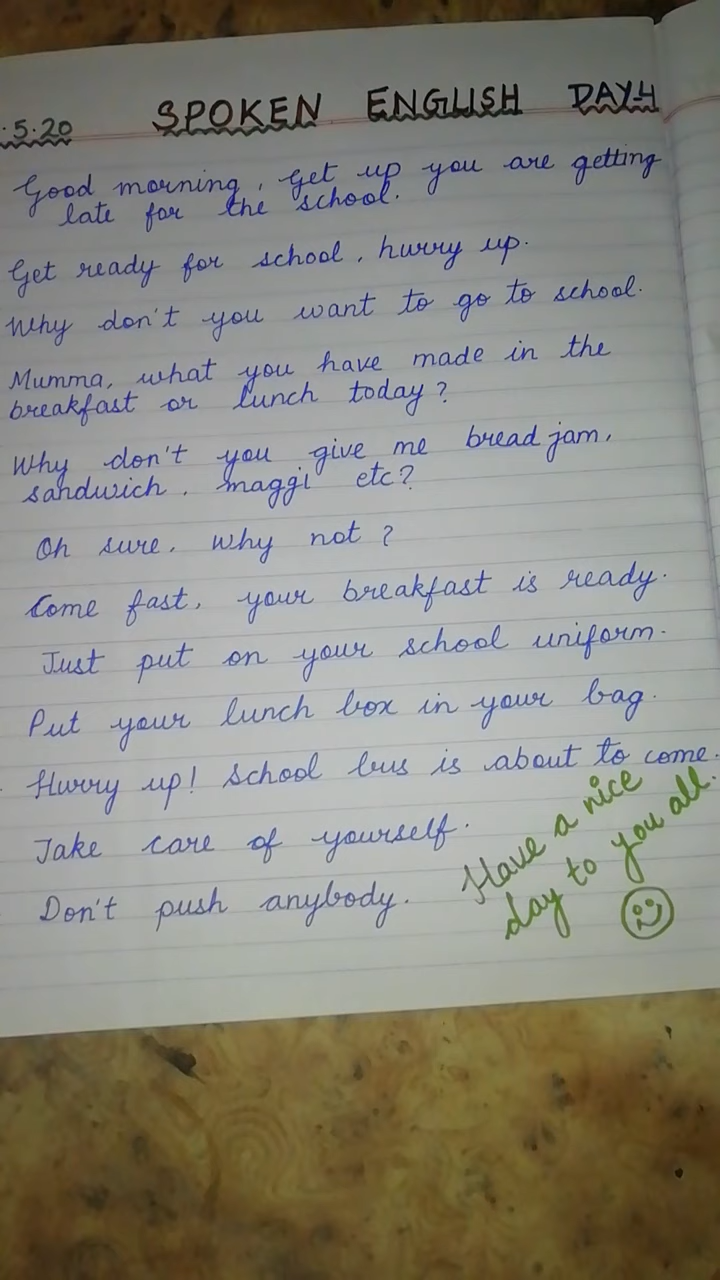 .5.20 SPOKEN ENGLISH DAY-4
Good morning, Get up you are getting
late for the school.
Get ready for school, hurry up.
Why don't you want to go to school.
Mumma, what you have made in the
breakfast or lunch today?
Why don't you give me bread jam,
sandwich, maggi etc?
Oh sure, why not?
Come fast, your breakfast is ready.
Just put on your school uniform.
Put your lunch box in your bag.
Hurry up! School bus is about to come.
Take care of yourself.
Don't push anybody.
Have a nice
day to you all.